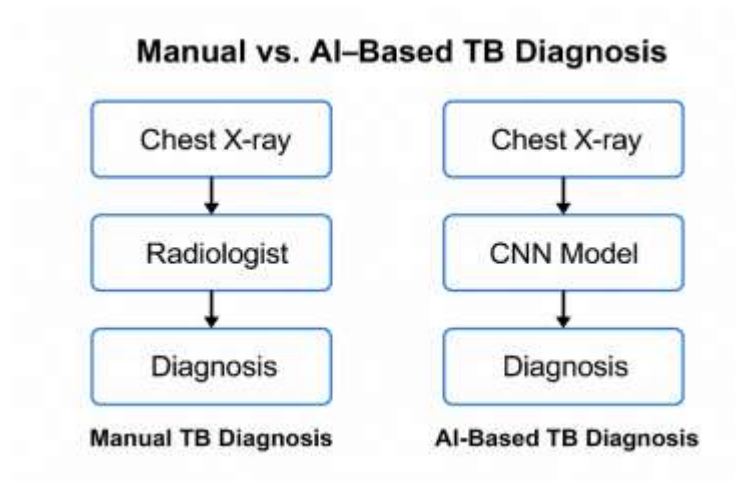 Manual vs. AI–Based TB Diagnosis
Chest X-ray
Radiologist
Diagnosis
Manual TB Diagnosis
Chest X-ray
CNN Model
Diagnosis
AI-Based TB Diagnosis